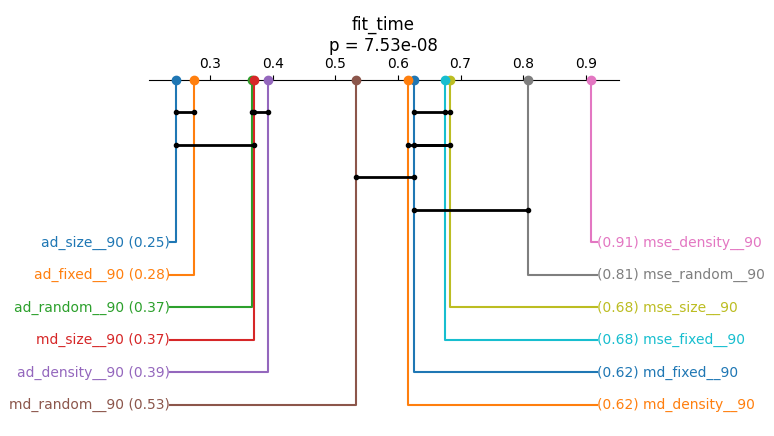 fit_time
p = 7.53e-08
0.3 0.4 0.5 0.6 0.7 0.8 0.9
ad_size__90 (0.25)
(0.91) mse_density__90
ad_fixed__90 (0.28)
(0.81) mse_random__90
ad_random__90 (0.37)
(0.68) mse_size__90
md_size__90 (0.37)
(0.68) mse_fixed__90
ad_density__90 (0.39)
(0.62) md_fixed__90
md_random__90 (0.53)
(0.62) md_density__90